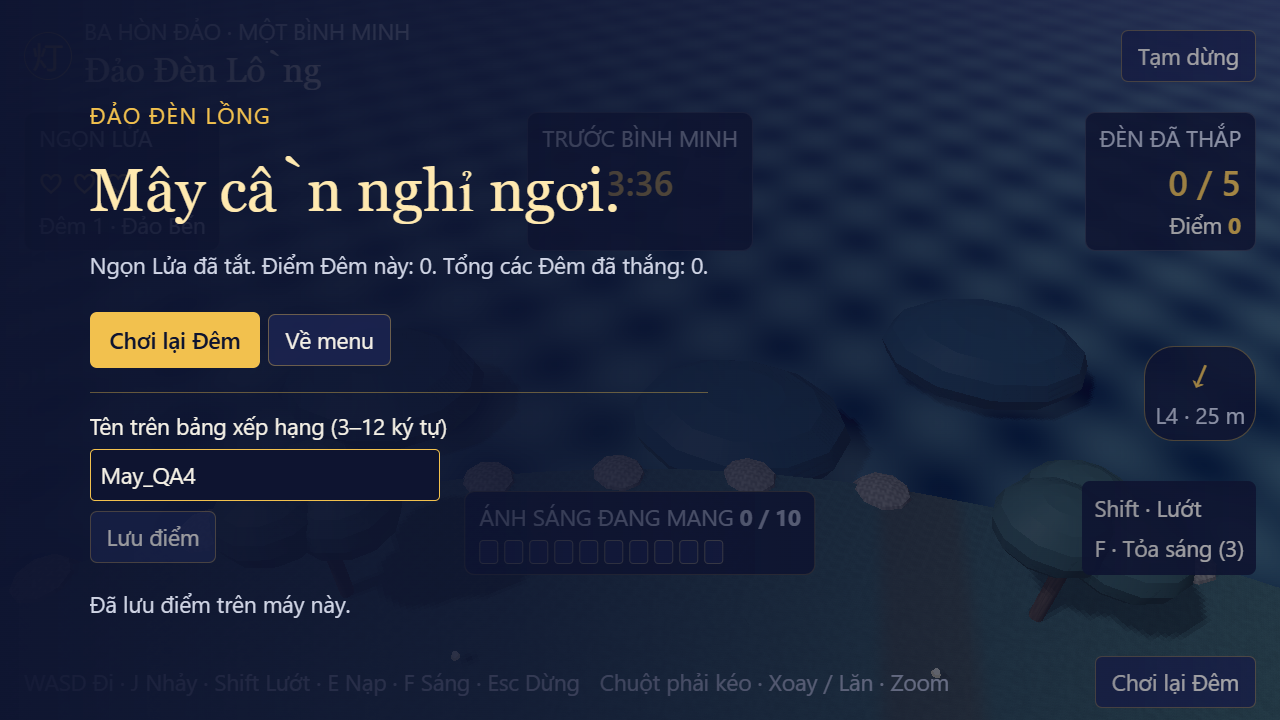 BA HÒN ĐẢO · MỘT BÌNH MINH
Đảo Đèn Lồng
Tạm dừng
ĐẢO ĐÈN LỒNG
NGỌN LỬA
TRƯỚC BÌNH MINH
ĐÈN ĐÃ THẮP
Mây cần nghỉ ngơi.
3:36
0 / 5
Đêm 1 · Đảo Bến
Điểm 0
Ngọn Lửa đã tắt. Điểm Đêm này: 0. Tổng các Đêm đã thắng: 0.
Chơi lại Đêm
Về menu
L4 · 25 m
Tên trên bảng xếp hạng (3–12 ký tự)
May_QA4
ÁNH SÁNG ĐANG MANG 0 / 10
Shift · Lướt
F · Tỏa sáng (3)
Lưu điểm
Đã lưu điểm trên máy này.
WASD Đi · J Nhảy · Shift Lướt · E Nạp · F Sáng · Esc Dừng
Chuột phải kéo · Xoay / Lăn · Zoom
Chơi lại Đêm